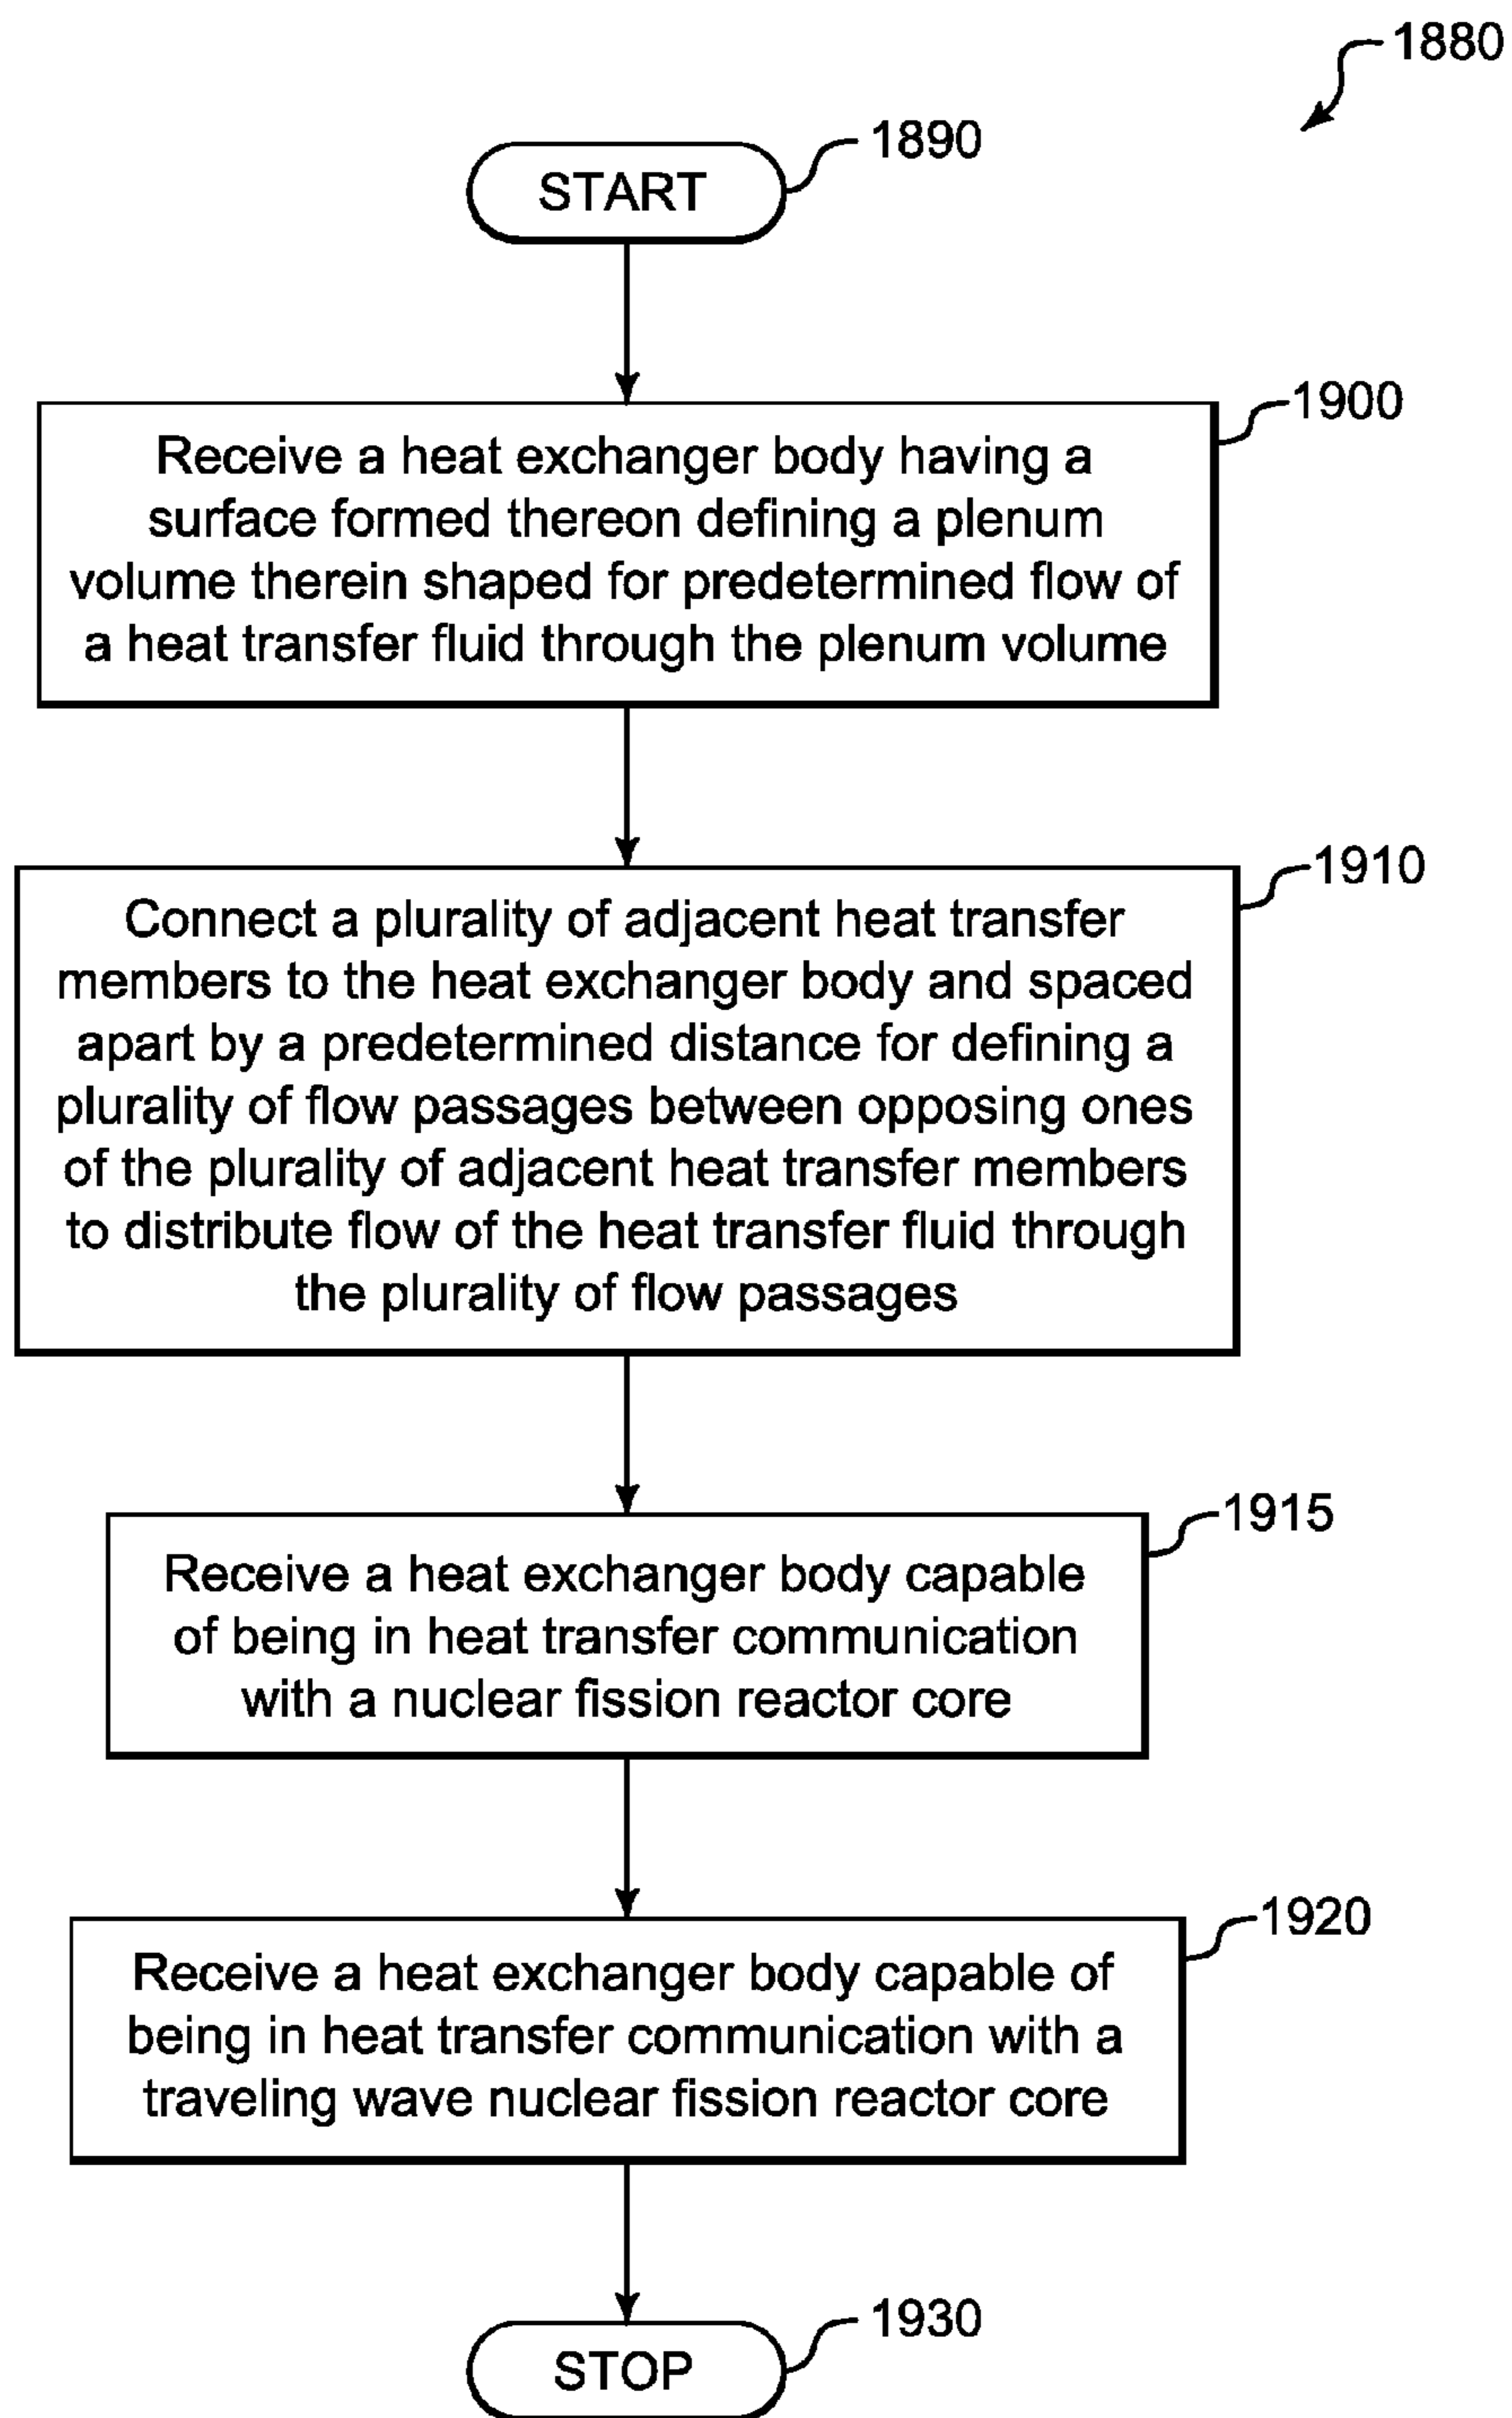 1880
1890
START
1900
Receive a heat exchanger body having a
surface formed thereon defining a plenum
volume therein shaped for predetermined flow of
a heat transfer fluid through the plenum volume
1910
Connect a plurality of adjacent heat transfer
members to the heat exchanger body and spaced
apart by a predetermined distance for defining a
plurality of flow passages between opposing ones
of the plurality of adjacent heat transfer members
to distribute flow of the heat transfer fluid through
the plurality of flow passages
1915
Receive a heat exchanger body capable
of being in heat transfer communication
with a nuclear fission reactor core
1920
Receive a heat exchanger body capable of
being in heat transfer communication with a
traveling wave nuclear fission reactor core
1930
STOP